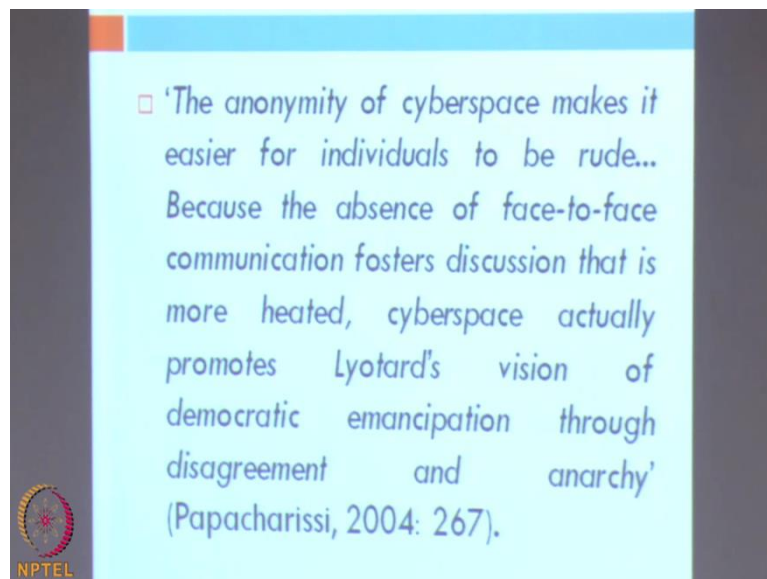 'The anonymity of cyberspace makes it
easier for individuals to be rude...
Because the absence of face-to-face
communication fosters discussion that is
more heated, cyberspace actually
promotes Lyotard's vision of
democratic emancipation through
disagreement and anarchy'
(Papacharissi, 2004: 267).
NPTEL